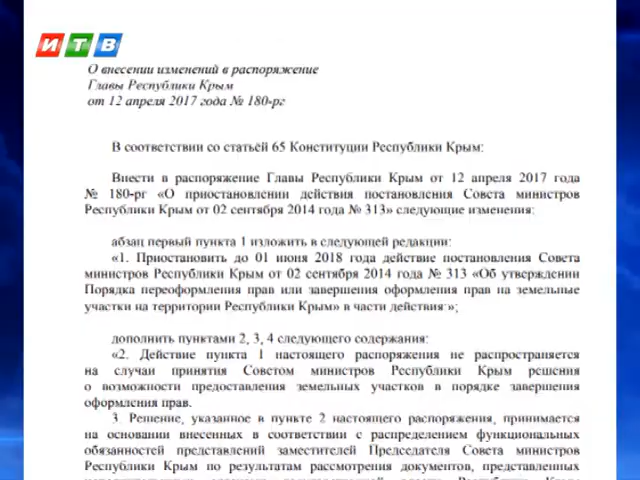 ИТВ
О внесении изменений в распоряжение
Главы Республики Крым
от 12 апреля 2017 года № 180-рг
В соответствии со статьёй 65 Конституции Республики Крым:
Внести в распоряжение Главы Республики Крым от 12 апреля 2017 года
№ 180-рг «О приостановлении действия постановления Совета министров
Республики Крым от 02 сентября 2014 года № 313» следующие изменения:
абзац первый пункта 1 изложить в следующей редакции:
«1. Приостановить до 01 июня 2018 года действие постановления Совета
министров Республики Крым от 02 сентября 2014 года № 313 «Об утверждении
Порядка переоформления прав или завершения оформления прав на земельные
участки на территории Республики Крым» в части действия:»;
дополнить пунктами 2, 3, 4 следующего содержания:
«2. Действие пункта 1 настоящего распоряжения не распространяется
на случаи принятия Советом министров Республики Крым решения
о возможности предоставления земельных участков в порядке завершения
оформления прав.
3. Решение, указанное в пункте 2 настоящего распоряжения, принимается
на основании внесенных в соответствии с распределением функциональных
обязанностей представлений заместителей Председателя Совета министров
Республики Крым по результатам рассмотрения документов, представленных